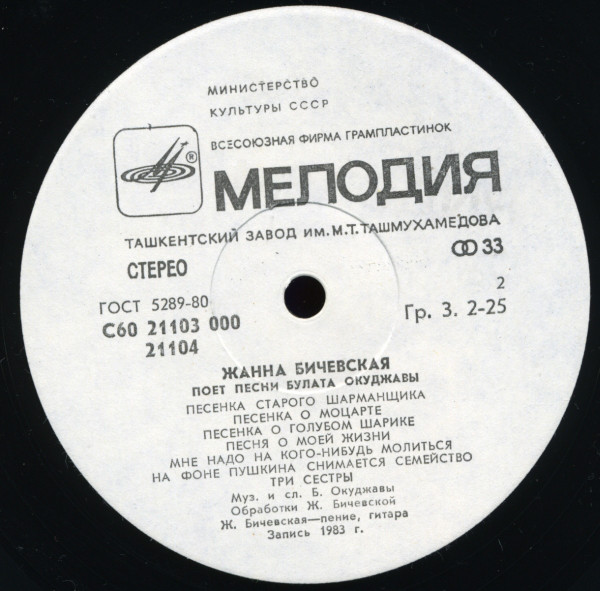 МИНИСТЕРСТВО
КУЛЬТУРЫ СССР
ВСЕСОЮЗНАЯ ФИРМА ГРАМПЛАСТИНОК
®
МЕЛОДИЯ
ТАШКЕНТСКИЙ ЗАВОД ИМ. М.Т. ТАШМУХАМЕДОВА
СТЕРЕО
33
ГОСТ 5289-80
2
С60 21103 000
Гр. 3. 2-25
21104
ЖАННА БИЧЕВСКАЯ
ПОЕТ ПЕСНИ БУЛАТА ОКУДЖАВЫ
ПЕСЕНКА СТАРОГО ШАРМАНЩИКА
ПЕСЕНКА О МОЦАРТЕ
ПЕСЕНКА О ГОЛУБОМ ШАРИКЕ
ПЕСНЯ О МОЕЙ ЖИЗНИ
МНЕ НАДО НА КОГО-НИБУДЬ МОЛИТЬСЯ
НА ФОНЕ ПУШКИНА СНИМАЕТСЯ СЕМЕЙСТВО
ТРИ СЕСТРЫ
Муз. и сл. Б. Окуджавы
Обработки Ж. Бичевской
Ж. Бичевская—пение, гитара
Запись 1983 г.